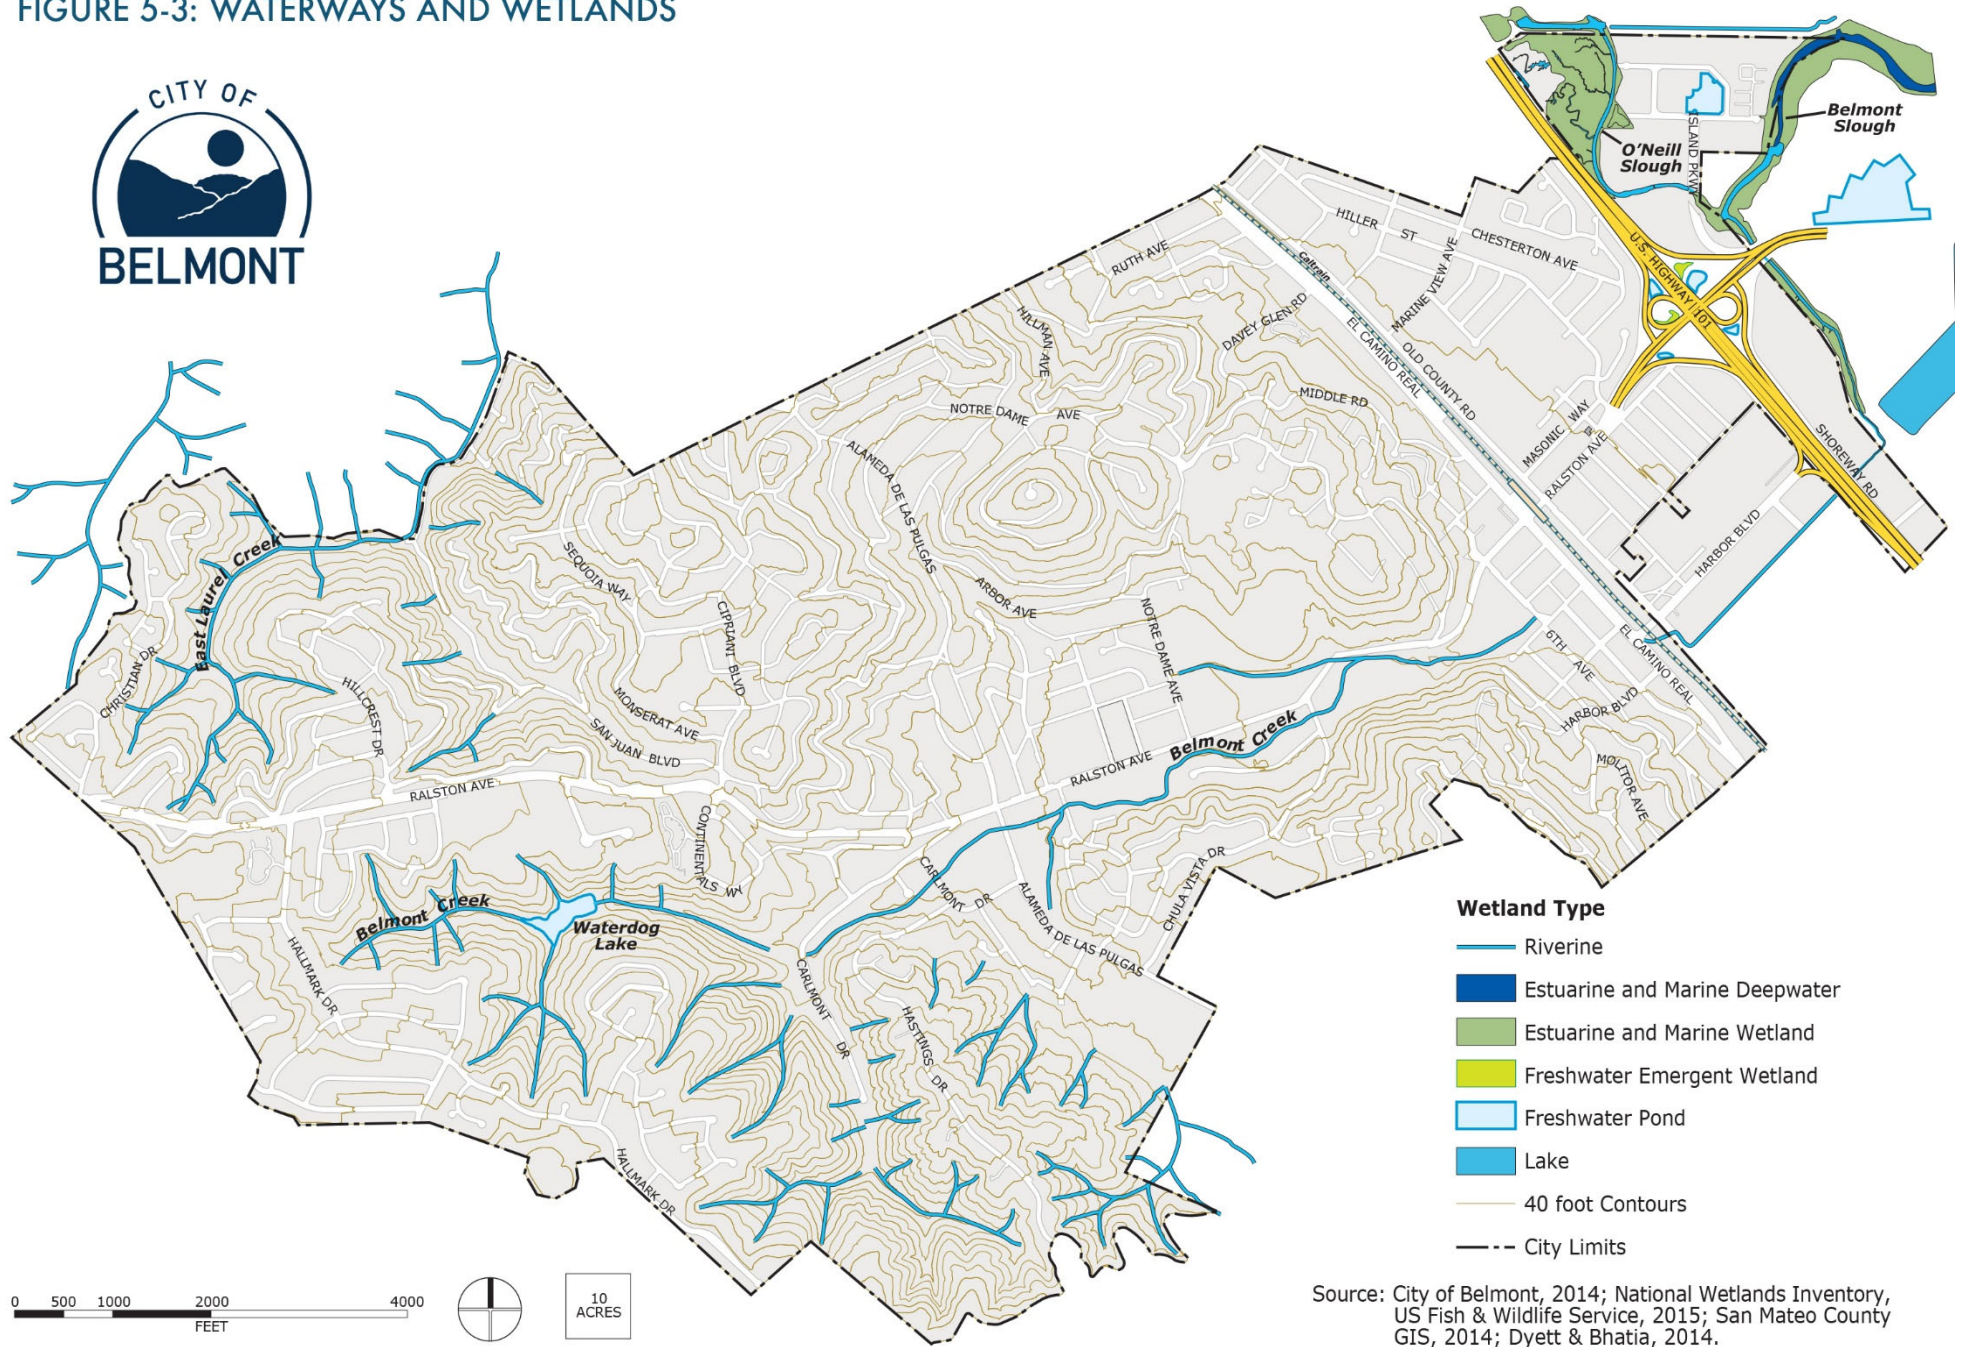 FIGURE 5-3: WATERWAYS AND WETLANDS
CITY OF
BELMONT
Belmont
Slough
O'Neill
Slough
ISLAND PKWY
U.S. HIGHWAY 101
HILLER ST
CHESTERTON AVE
MARINE VIEW AVE
RUTH AVE
Caltrain
HILLMAN AVE
DAVEY GLEN RD
EL CAMINO REAL
OLD COUNTY RD
MIDDLE RD
NOTRE DAME AVE
MASONIC WAY
RALSTON AVE
SHOREWAY RD
HARBOR BLVD
ALAMEDA DE LAS PULGAS
East Laurel Creek
SEQUOIA WAY
CIPRIANI BLVD
ARBOR AVE
NOTRE DAME AVE
6TH AVE
EL CAMINO REAL
CHRISTIAN DR
HILLCREST DR
MONSERAT AVE
SAN JUAN BLVD
HARBOR BLVD
MOLITOR AVE
Belmont Creek
RALSTON AVE
RALSTON AVE
CONTINENTALS WY
CARLMONT DR
ALAMEDA DE LAS PULGAS
CHULA VISTA DR
Belmont Creek
Waterdog
Lake
HALLMARK DR
CARLMONT DR
HASTINGS DR
HALLMARK DR
Wetland Type
Riverine
Estuarine and Marine Deepwater
Estuarine and Marine Wetland
Freshwater Emergent Wetland
Freshwater Pond
Lake
40 foot Contours
City Limits
0 500 1000 2000 4000
FEET
10
ACRES
Source: City of Belmont, 2014; National Wetlands Inventory,
US Fish & Wildlife Service, 2015; San Mateo County
GIS, 2014; Dyett & Bhatia, 2014.